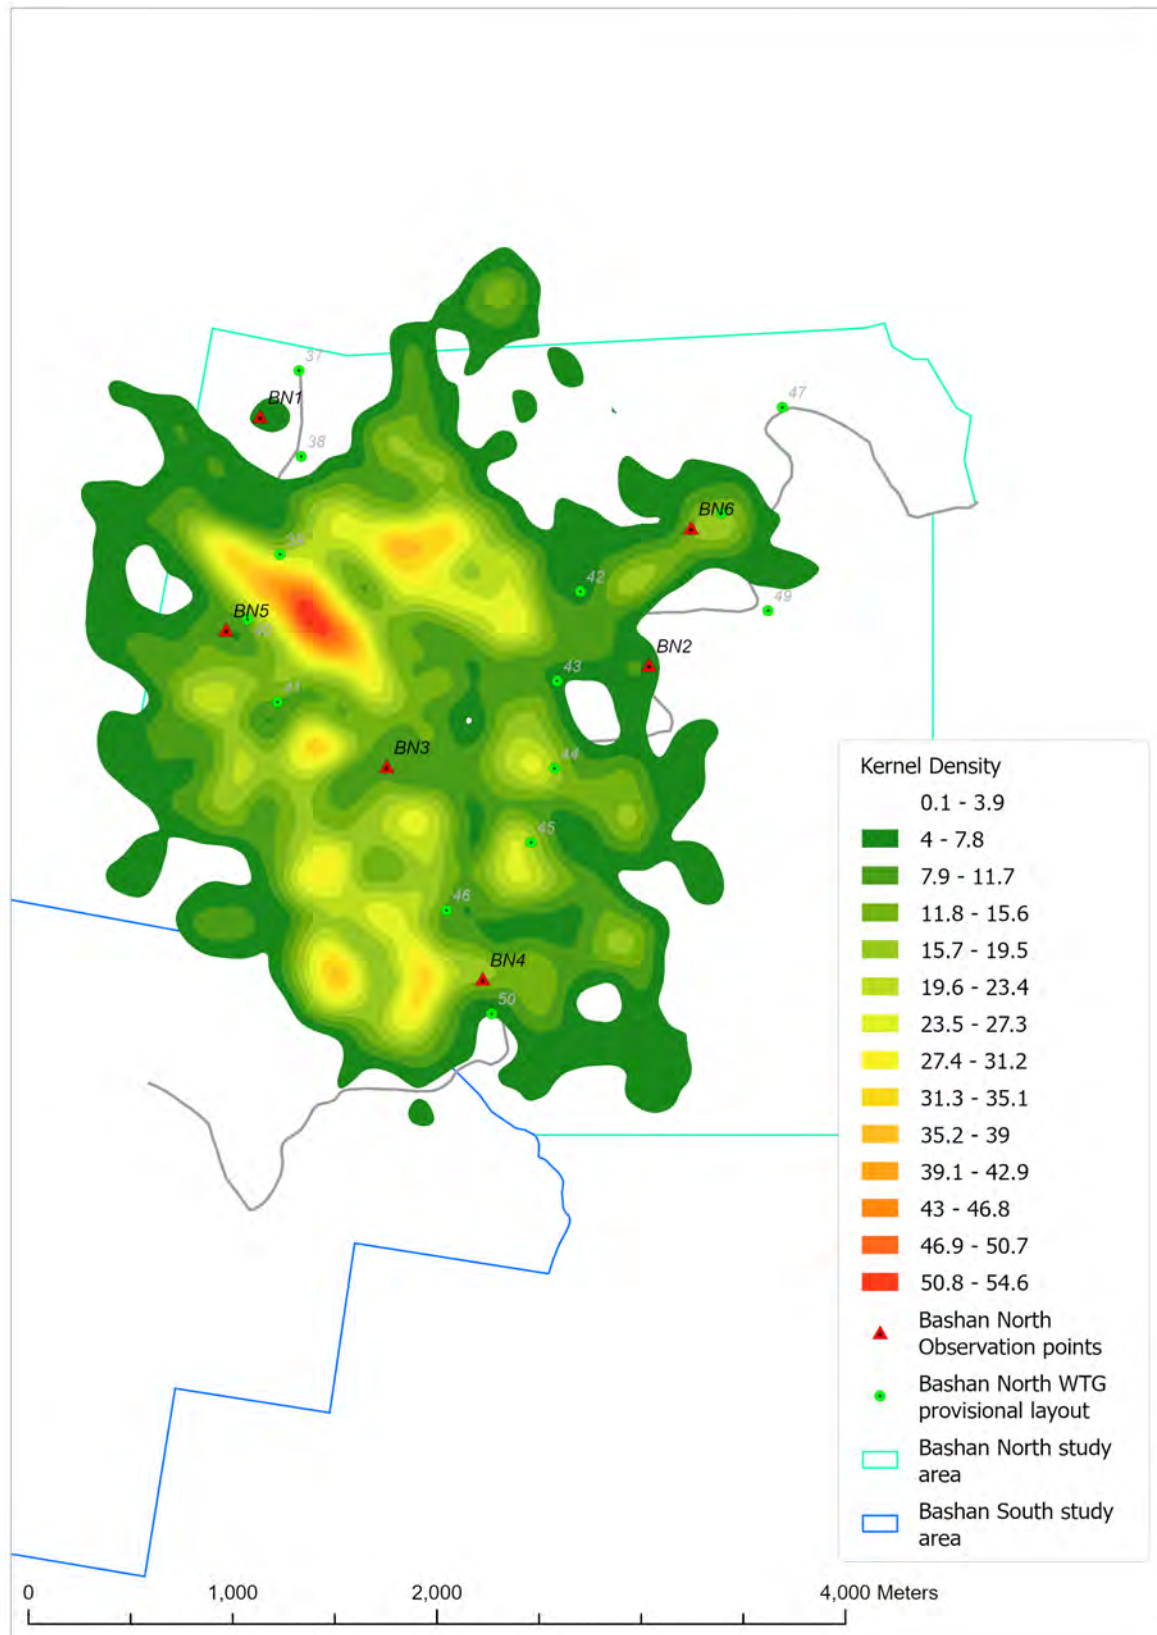 37
BN1
47
38
BN6
39
42
BN5
49
40
BN2
43
41
BN3
44
45
46
BN4
50
Kernel Density
0.1 - 3.9
4 - 7.8
7.9 - 11.7
11.8 - 15.6
15.7 - 19.5
19.6 - 23.4
23.5 - 27.3
27.4 - 31.2
31.3 - 35.1
35.2 - 39
39.1 - 42.9
43 - 46.8
46.9 - 50.7
50.8 - 54.6
Bashan North
Observation points
Bashan North WTG
provisional layout
Bashan North study
area
Bashan South study
area
0 1,000 2,000 4,000 Meters